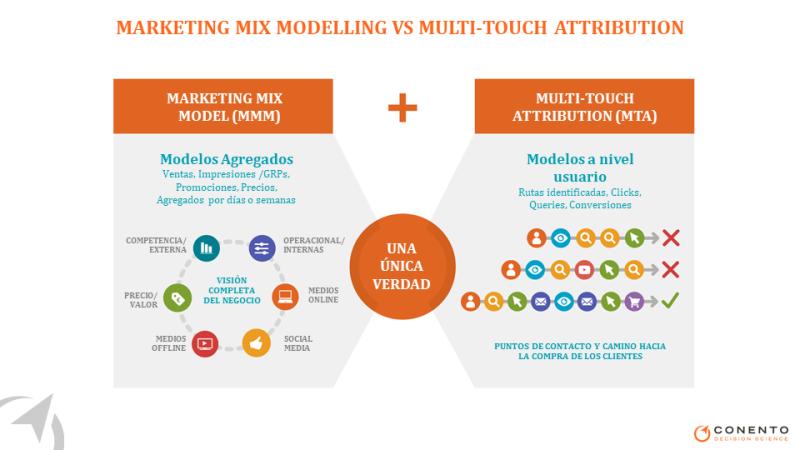 MARKETING MIX MODELLING VS MULTI-TOUCH ATTRIBUTION
MARKETING MIX
MODEL (MMM)
+
MULTI-TOUCH
ATTRIBUTION (MTA)
Modelos Agregados
Ventas, Impresiones /GRPs,
Promociones, Precios,
Agregados por días o semanas
COMPETENCIA/
EXTERNA
OPERACIONAL/
INTERNAS
PRECIO/
VALOR
VISIÓN
COMPLETA
DEL NEGOCIO
MEDIOS
ONLINE
MEDIOS
OFFLINE
SOCIAL
MEDIA
UNA
ÚNICA
VERDAD
Modelos a nivel
usuario
Rutas identificadas, Clicks,
Queries, Conversiones
PUNTOS DE CONTACTO Y CAMINO HACIA
LA COMPRA DE LOS CLIENTES
CONENTO
DECISION SCIENCE